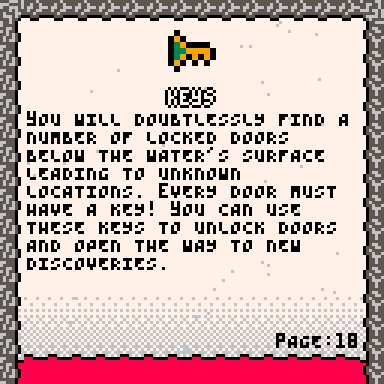 Keys
You will doubtlessly find a
number of locked doors
below the water's surface
leading to unknown
locations. Every door must
have a key! You can use
these keys to unlock doors
and open the way to new
discoveries.
Page:18